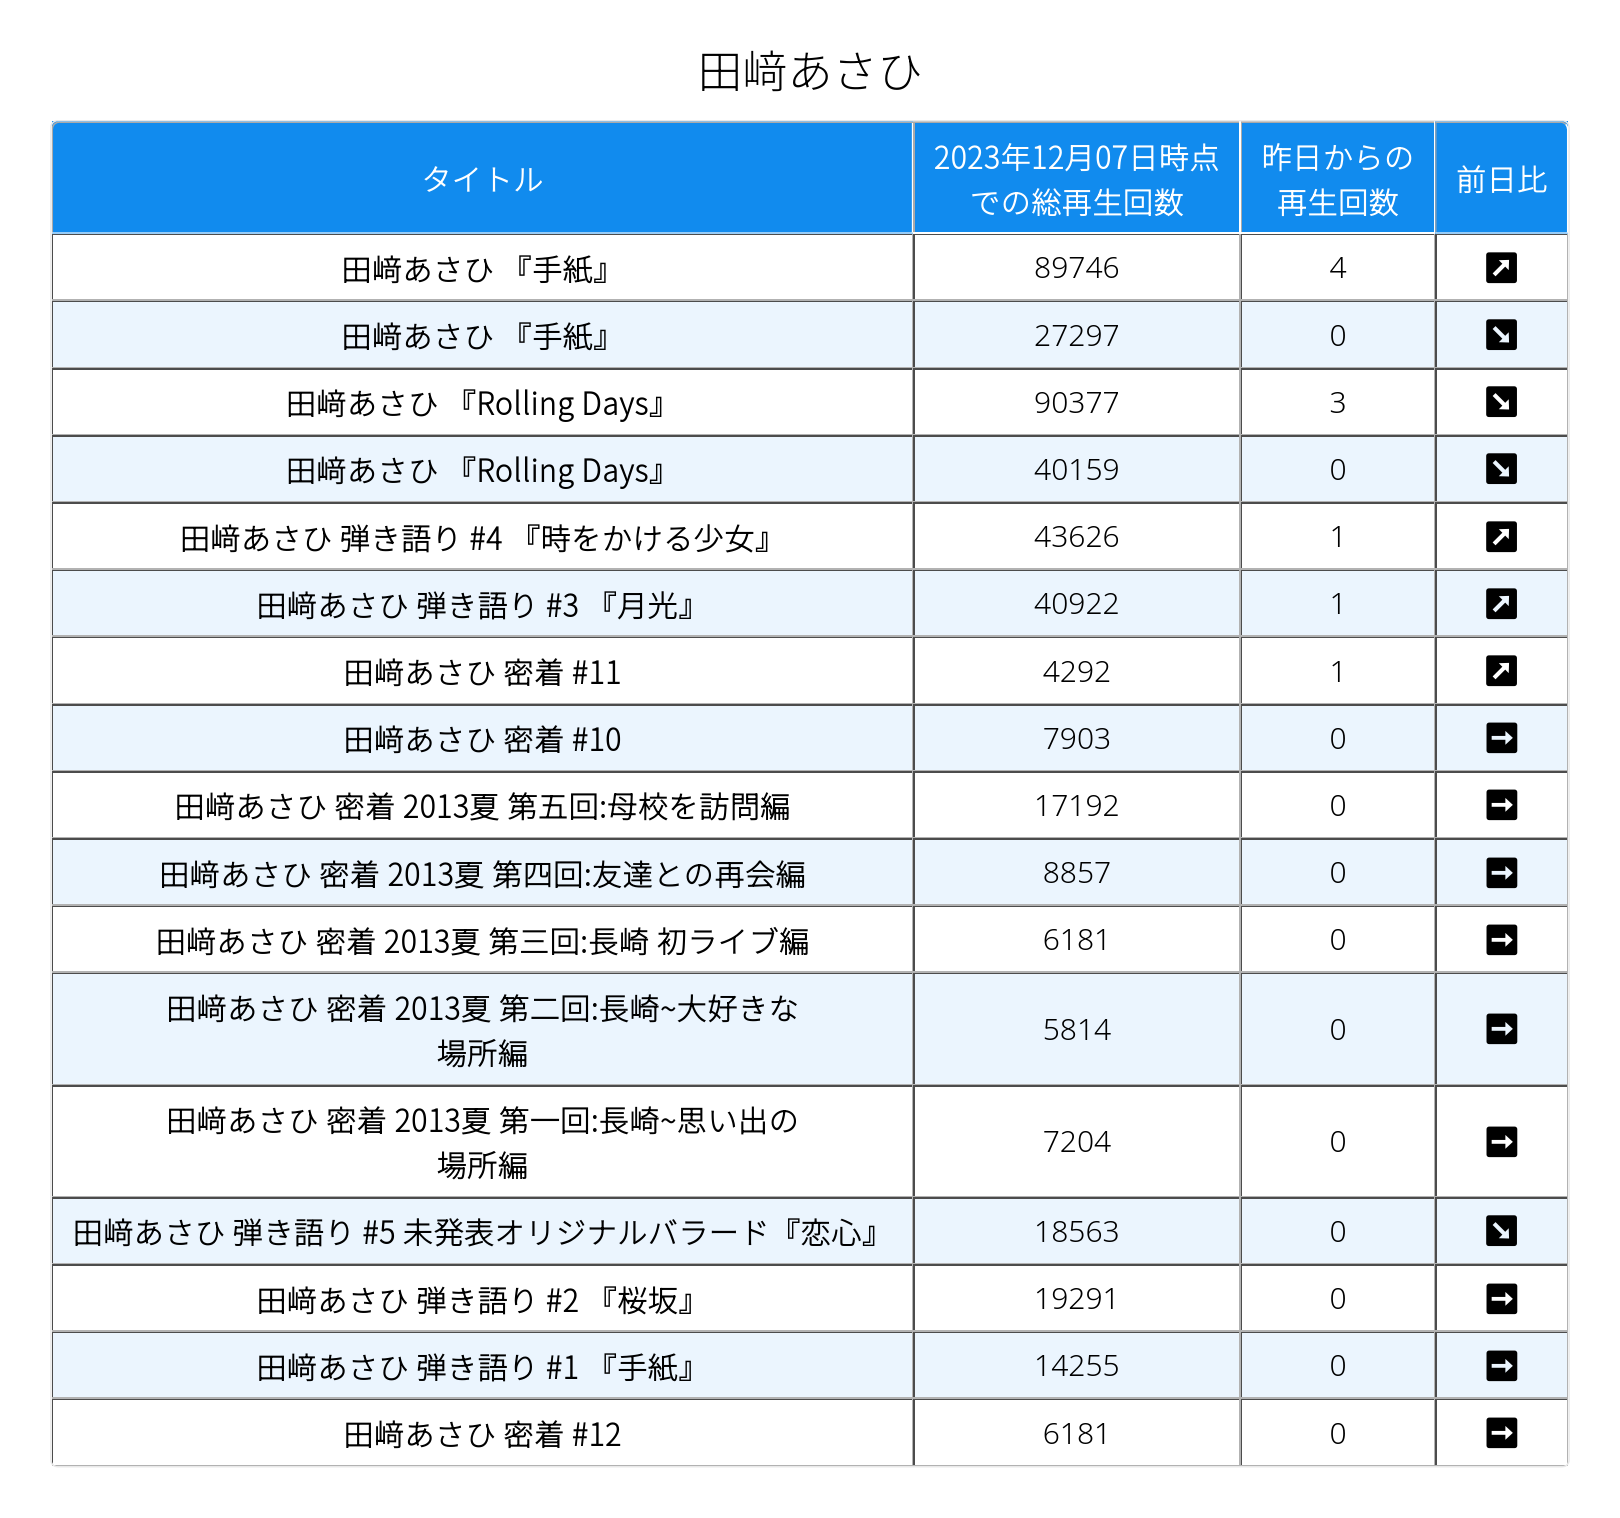 田﨑あさひ
タイトル
2023年12月07日時点
での総再生回数
昨日からの
再生回数
前日比
田﨑あさひ 『手紙』 89746 4 ↗
田﨑あさひ 『手紙』 27297 0 ↘
田﨑あさひ 『Rolling Days』 90377 3 ↘
田﨑あさひ 『Rolling Days』 40159 0 ↘
田﨑あさひ 弾き語り #4 『時をかける少女』 43626 1 ↗
田﨑あさひ 弾き語り #3 『月光』 40922 1 ↗
田﨑あさひ 密着 #11 4292 1 ↗
田﨑あさひ 密着 #10 7903 0 →
田﨑あさひ 密着 2013夏 第五回:母校を訪問編 17192 0 →
田﨑あさひ 密着 2013夏 第四回:友達との再会編 8857 0 →
田﨑あさひ 密着 2013夏 第三回:長崎 初ライブ編 6181 0 →
田﨑あさひ 密着 2013夏 第二回:長崎~大好きな
場所編 5814 0 →
田﨑あさひ 密着 2013夏 第一回:長崎~思い出の
場所編 7204 0 →
田﨑あさひ 弾き語り #5 未発表オリジナルバラード『恋心』 18563 0 ↘
田﨑あさひ 弾き語り #2 『桜坂』 19291 0 →
田﨑あさひ 弾き語り #1 『手紙』 14255 0 →
田﨑あさひ 密着 #12 6181 0 →